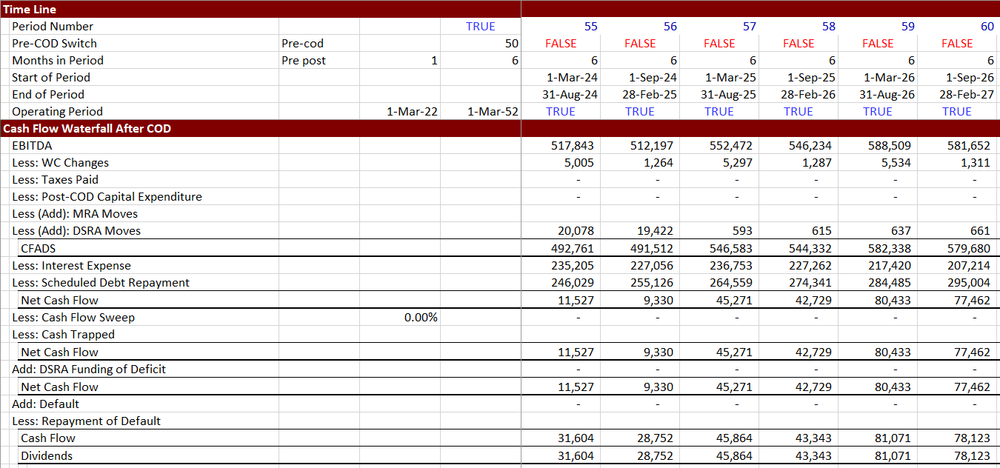 Time Line
Period Number TRUE 55 56 57 58 59 60
Pre-COD Switch Pre-cod 50 FALSE FALSE FALSE FALSE FALSE FALSE
Months in Period Pre post 1 6 6 6 6 6 6 6
Start of Period 1-Mar-24 1-Sep-24 1-Mar-25 1-Sep-25 1-Mar-26 1-Sep-26
End of Period 31-Aug-24 28-Feb-25 31-Aug-25 28-Feb-26 31-Aug-26 28-Feb-27
Operating Period 1-Mar-22 1-Mar-52 TRUE TRUE TRUE TRUE TRUE TRUE
Cash Flow Waterfall After COD
EBITDA 517,843 512,197 552,472 546,234 588,509 581,652
Less: WC Changes 5,005 1,264 5,297 1,287 5,534 1,311
Less: Taxes Paid - - - - - -
Less: Post-COD Capital Expenditure - - - - - -
Less (Add): MRA Moves
Less (Add): DSRA Moves 20,078 19,422 593 615 637 661
CFADS 492,761 491,512 546,583 544,332 582,338 579,680
Less: Interest Expense 235,205 227,056 236,753 227,262 217,420 207,214
Less: Scheduled Debt Repayment 246,029 255,126 264,559 274,341 284,485 295,004
Net Cash Flow 11,527 9,330 45,271 42,729 80,433 77,462
Less: Cash Flow Sweep 0.00% - - - - - -
Less: Cash Trapped
Net Cash Flow 11,527 9,330 45,271 42,729 80,433 77,462
Add: DSRA Funding of Deficit - - - - - -
Net Cash Flow 11,527 9,330 45,271 42,729 80,433 77,462
Add: Default - - - - - -
Less: Repayment of Default
Cash Flow 31,604 28,752 45,864 43,343 81,071 78,123
Dividends 31,604 28,752 45,864 43,343 81,071 78,123